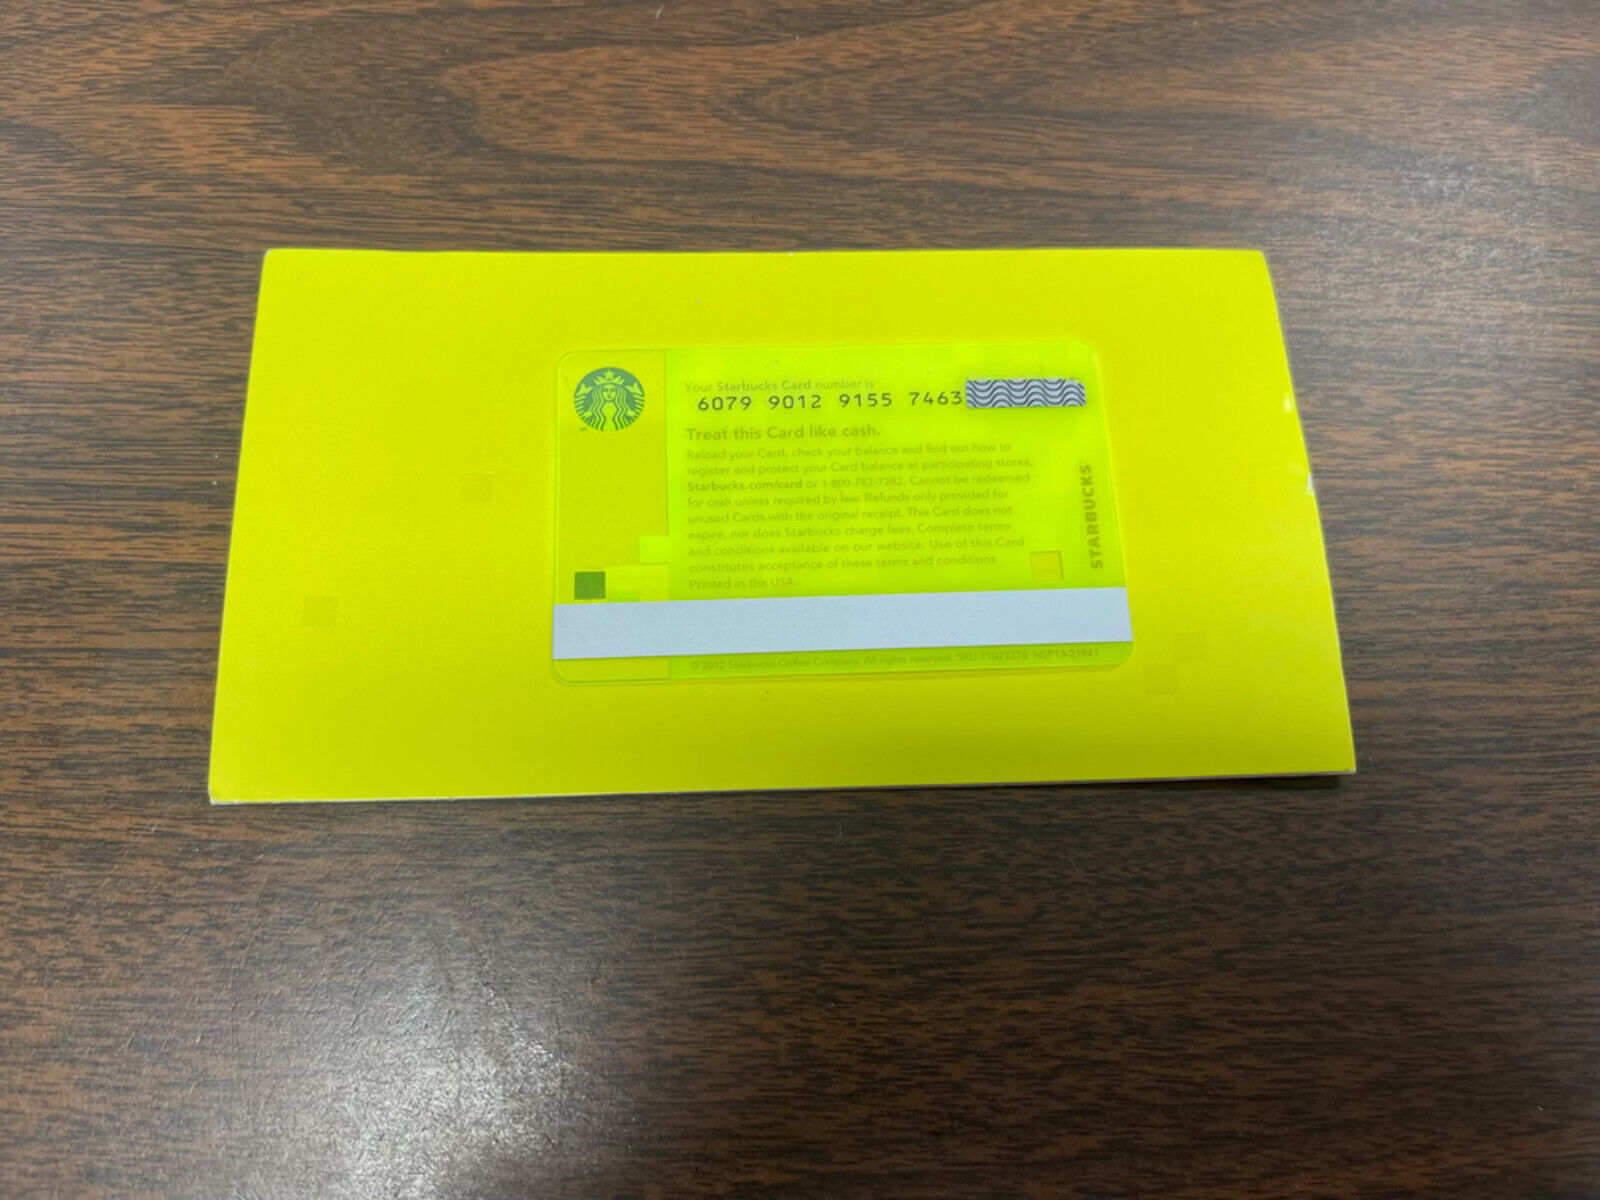 Your Starbucks Card number is
6079 9012 9155 7463
Treat this Card like cash.
Reload your Card, check your balance and find out how to
register and protect your Card balance at participating stores,
Starbucks.com/card or 1-800-782-7282. Cannot be redeemed
for cash unless required by law. Refunds only provided for
unused Cards with the original receipt. This Card does not
expire, nor does Starbucks charge fees. Complete terms
and conditions available on our website. Use of this Card
constitutes acceptance of these terms and conditions.
Printed in the USA.
STARBUCKS
© 2012 Starbucks Coffee Company. All rights reserved. SKU 11023378 NSF13-21941